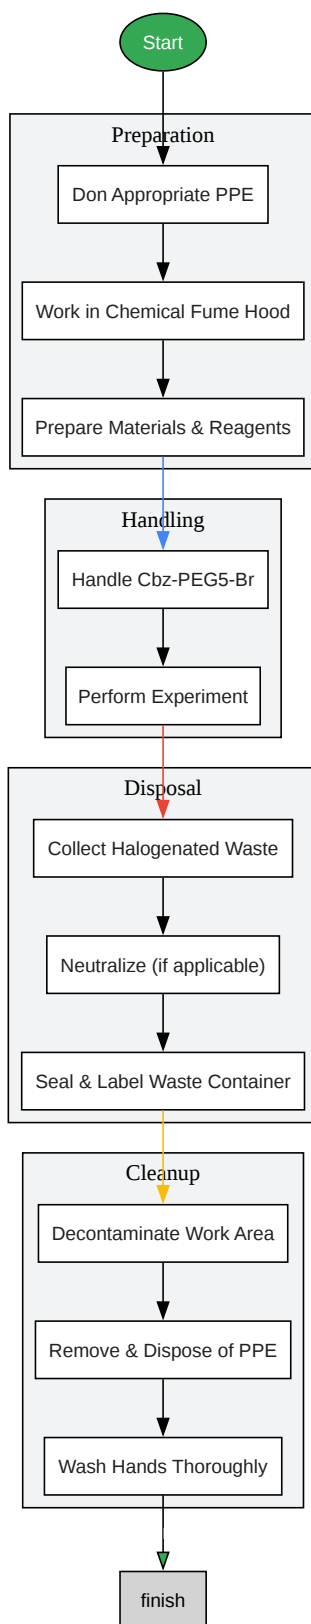 Start
Preparation
Don Appropriate PPE
Work in Chemical Fume Hood
Prepare Materials & Reagents
Handling
Handle Cbz-PEG5-Br
Perform Experiment
Disposal
Collect Halogenated Waste
Neutralize (if applicable)
Seal & Label Waste Container
Cleanup
Decontaminate Work Area
Remove & Dispose of PPE
Wash Hands Thoroughly
finish